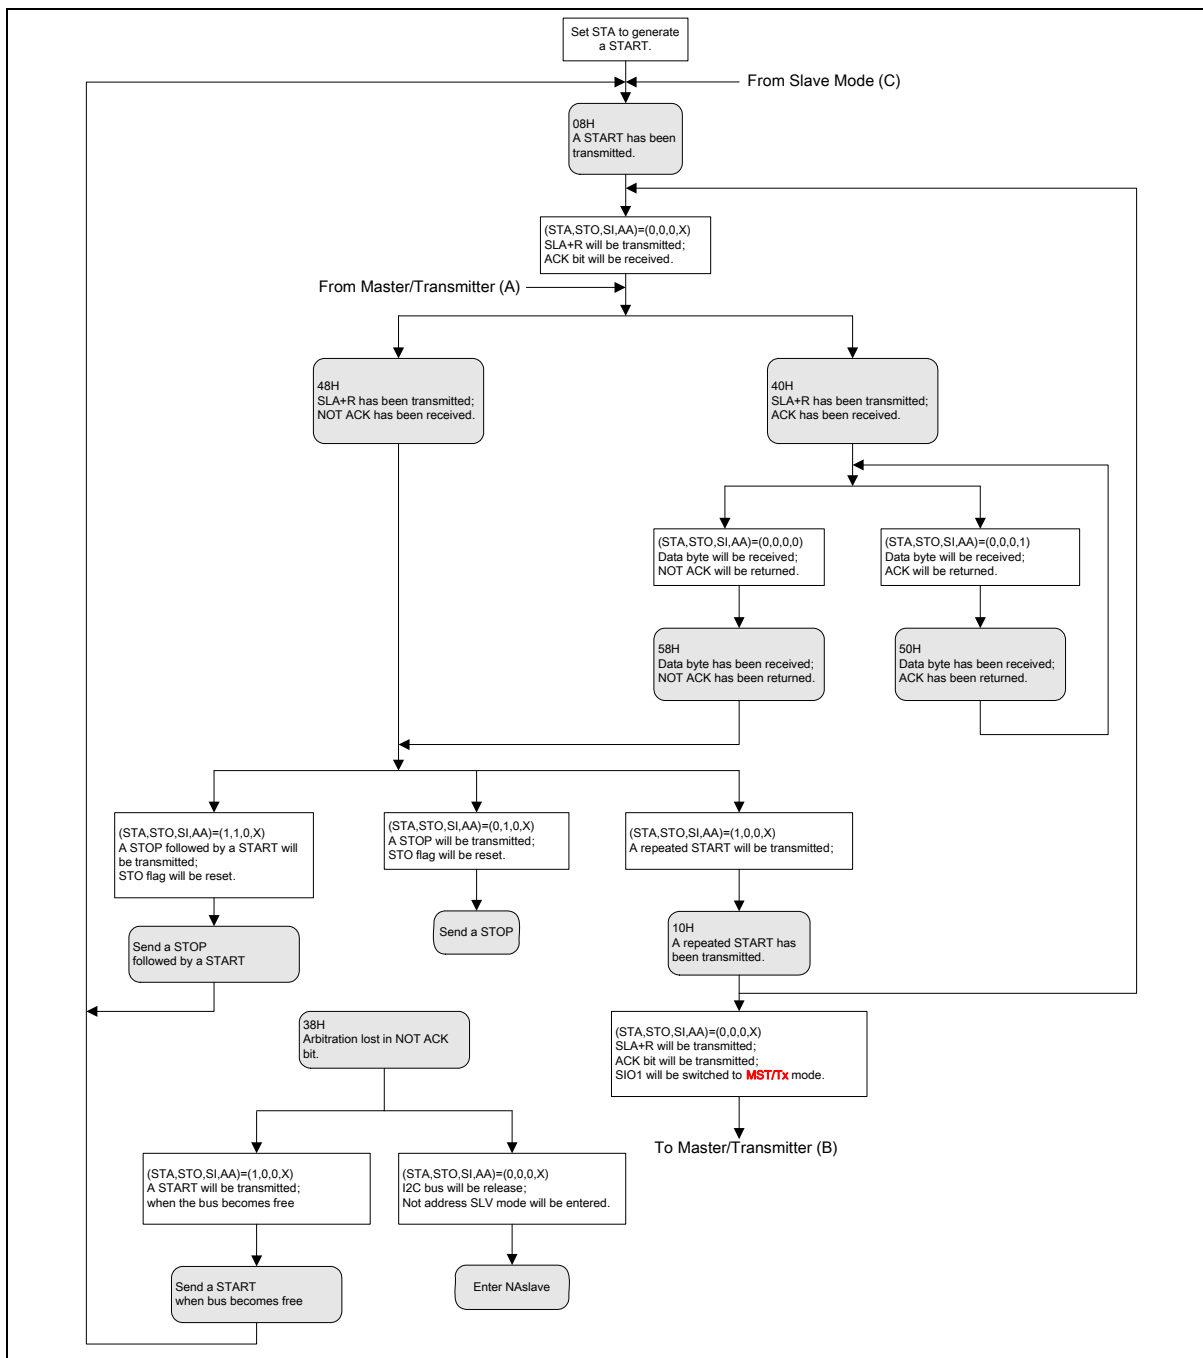 Set STA to generate
a START.
From Slave Mode (C)
08H
A START has been
transmitted.
(STA,STO,SI,AA)=(0,0,0,X)
SLA+R will be transmitted;
ACK bit will be received.
From Master/Transmitter (A)
48H
SLA+R has been transmitted;
NOT ACK has been received.
40H
SLA+R has been transmitted;
ACK has been received.
(STA,STO,SI,AA)=(0,0,0,0)
Data byte will be received;
NOT ACK will be returned.
(STA,STO,SI,AA)=(0,0,0,1)
Data byte will be received;
ACK will be returned.
58H
Data byte has been received;
NOT ACK has been returned.
50H
Data byte has been received;
ACK has been returned.
(STA,STO,SI,AA)=(1,1,0,X)
A STOP followed by a START will
be transmitted;
STO flag will be reset.
(STA,STO,SI,AA)=(0,1,0,X)
A STOP will be transmitted;
STO flag will be reset.
(STA,STO,SI,AA)=(1,0,0,X)
A repeated START will be transmitted;
Send a STOP
followed by a START
Send a STOP
10H
A repeated START has
been transmitted.
38H
Arbitration lost in NOT ACK
bit.
(STA,STO,SI,AA)=(0,0,0,X)
SLA+R will be transmitted;
ACK bit will be transmitted;
SIO1 will be switched to MST/Tx mode.
To Master/Transmitter (B)
(STA,STO,SI,AA)=(1,0,0,X)
A START will be transmitted;
when the bus becomes free
(STA,STO,SI,AA)=(0,0,0,X)
I2C bus will be release;
Not address SLV mode will be entered.
Send a START
when bus becomes free
Enter NAslave